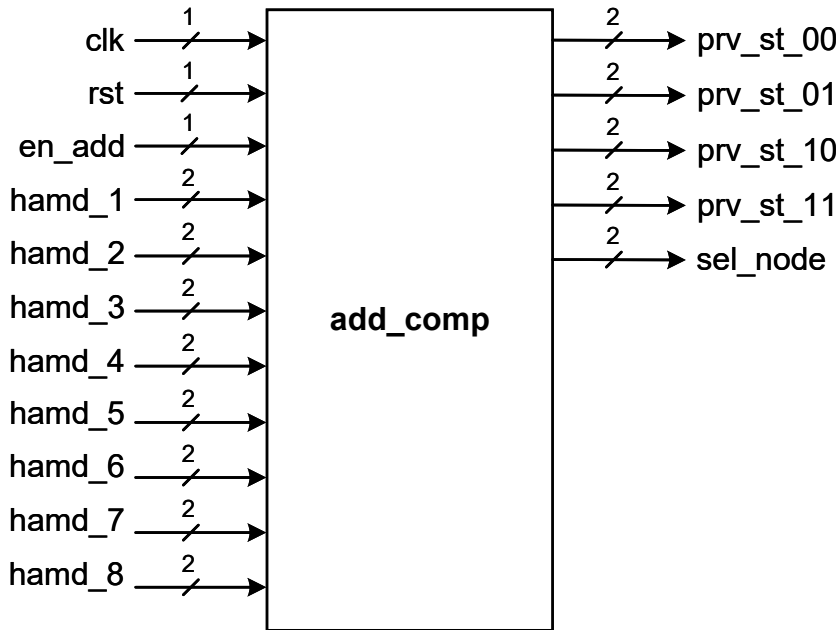 clk 1 2 prv_st_00
rst 1 2 prv_st_01
en_add 1 2 prv_st_10
hamd_1 2 2 prv_st_11
hamd_2 2 2 sel_node
hamd_3 2
add_comp
hamd_4 2
hamd_5 2
hamd_6 2
hamd_7 2
hamd_8 2